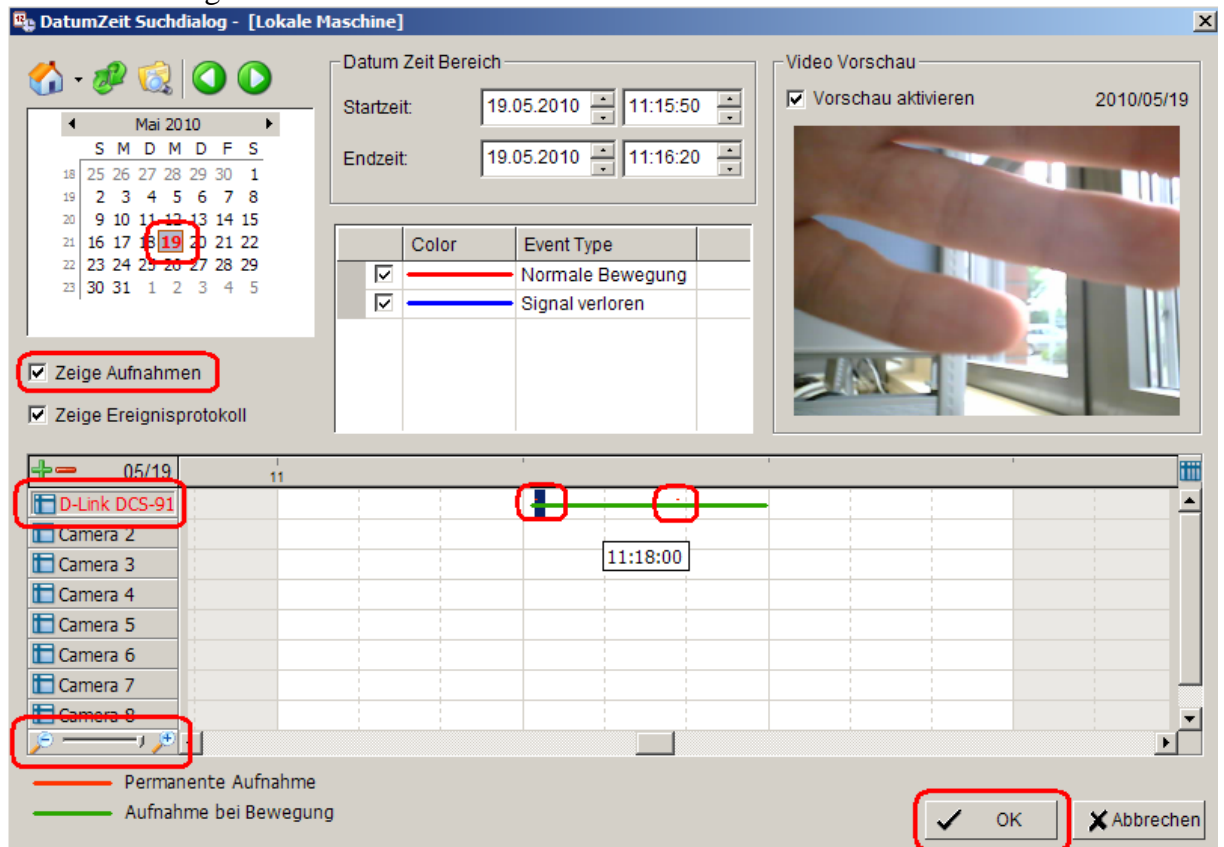 DatumZeit Suchdialog - [Lokale Maschine]
Mai 2010
S M D M D F S
18 25 26 27 28 29 30 1
19 2 3 4 5 6 7 8
20 9 10 11 12 13 14 15
21 16 17 18 19 20 21 22
22 23 24 25 26 27 28 29
23 30 31 1 2 3 4 5
Zeige Aufnahmen
Zeige Ereignisprotokoll
Datum Zeit Bereich
Startzeit: 19.05.2010 11:15:50
Endzeit: 19.05.2010 11:16:20
Color Event Type
Normale Bewegung
Signal verloren
Video Vorschau
Vorschau aktivieren 2010/05/19
05/19 11
D-Link DCS-91
Camera 2
11:18:00
Camera 3
Camera 4
Camera 5
Camera 6
Camera 7
Camera 8
Permanente Aufnahme
Aufnahme bei Bewegung
OK Abbrechen